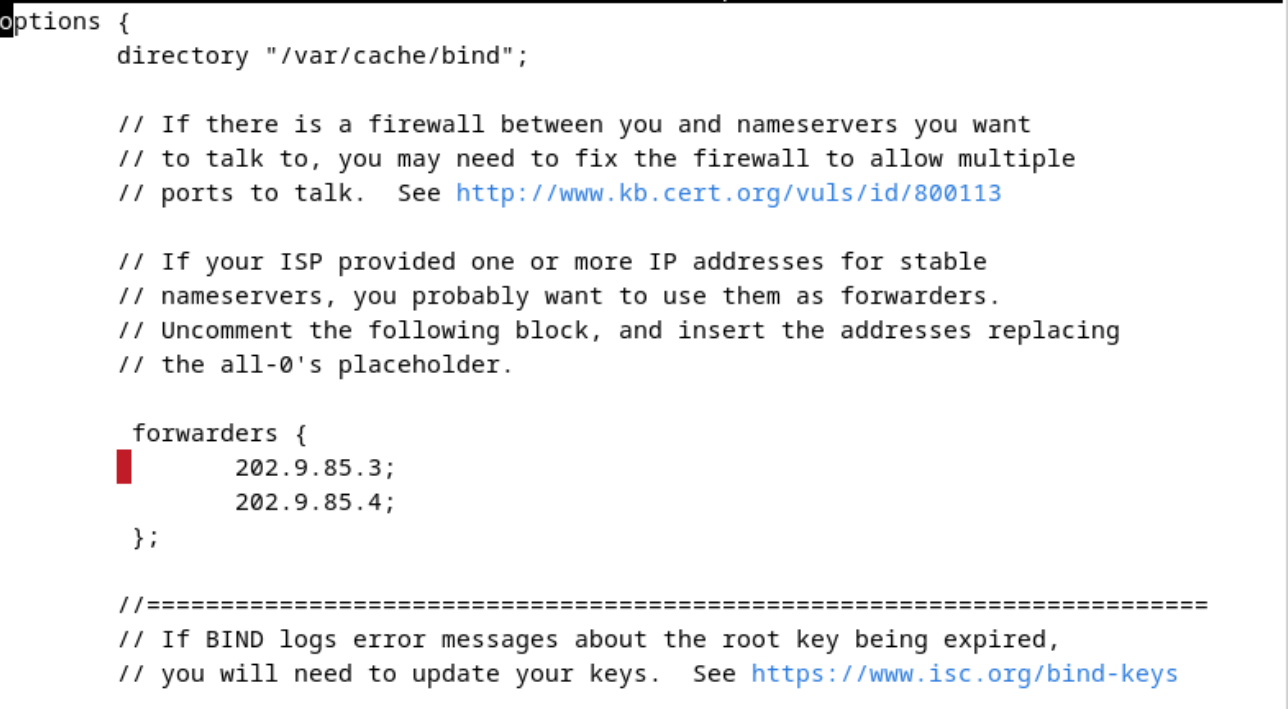 options {
directory "/var/cache/bind";
// If there is a firewall between you and nameservers you want
// to talk to, you may need to fix the firewall to allow multiple
// ports to talk.  See http://www.kb.cert.org/vuls/id/800113
// If your ISP provided one or more IP addresses for stable
// nameservers, you probably want to use them as forwarders.
// Uncomment the following block, and insert the addresses replacing
// the all-0's placeholder.
forwarders {
202.9.85.3;
202.9.85.4;
};
//========================================================================
// If BIND logs error messages about the root key being expired,
// you will need to update your keys.  See https://www.isc.org/bind-keys